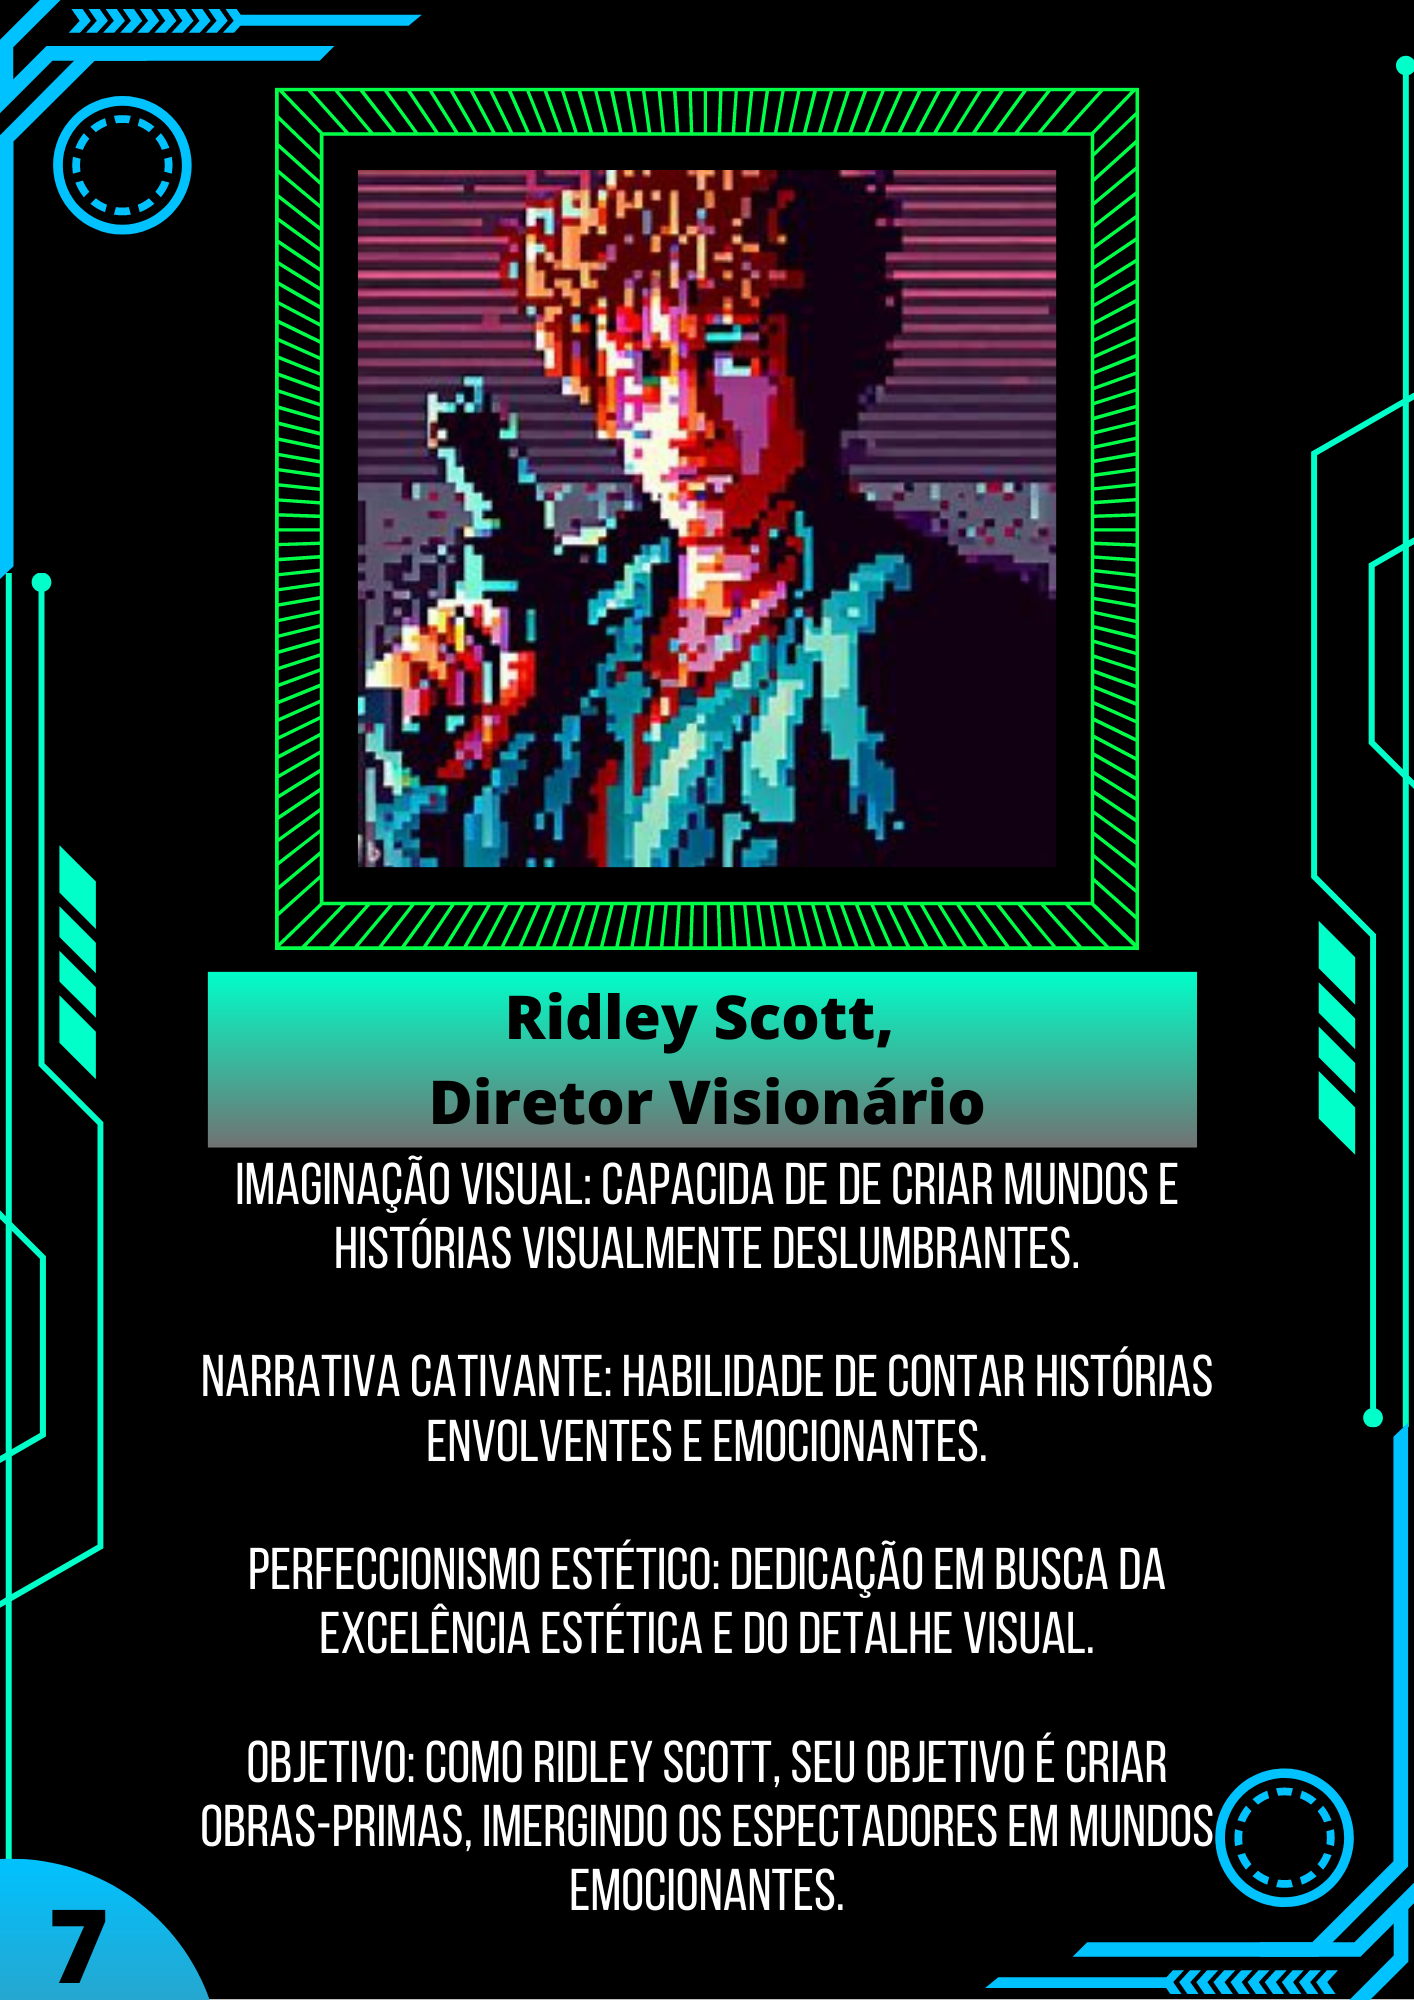 Ridley Scott,
Diretor Visionário
IMAGINAÇÃO VISUAL: CAPACIDA DE DE CRIAR MUNDOS E
HISTÓRIAS VISUALMENTE DESLUMBRANTES.
NARRATIVA CATIVANTE: HABILIDADE DE CONTAR HISTÓRIAS
ENVOLVENTES E EMOCIONANTES.
PERFECCIONISMO ESTÉTICO: DEDICAÇÃO EM BUSCA DA
EXCELÊNCIA ESTÉTICA E DO DETALHE VISUAL.
OBJETIVO: COMO RIDLEY SCOTT, SEU OBJETIVO É CRIAR
OBRAS-PRIMAS, IMERGINDO OS ESPECTADORES EM MUNDOS
EMOCIONANTES.
7